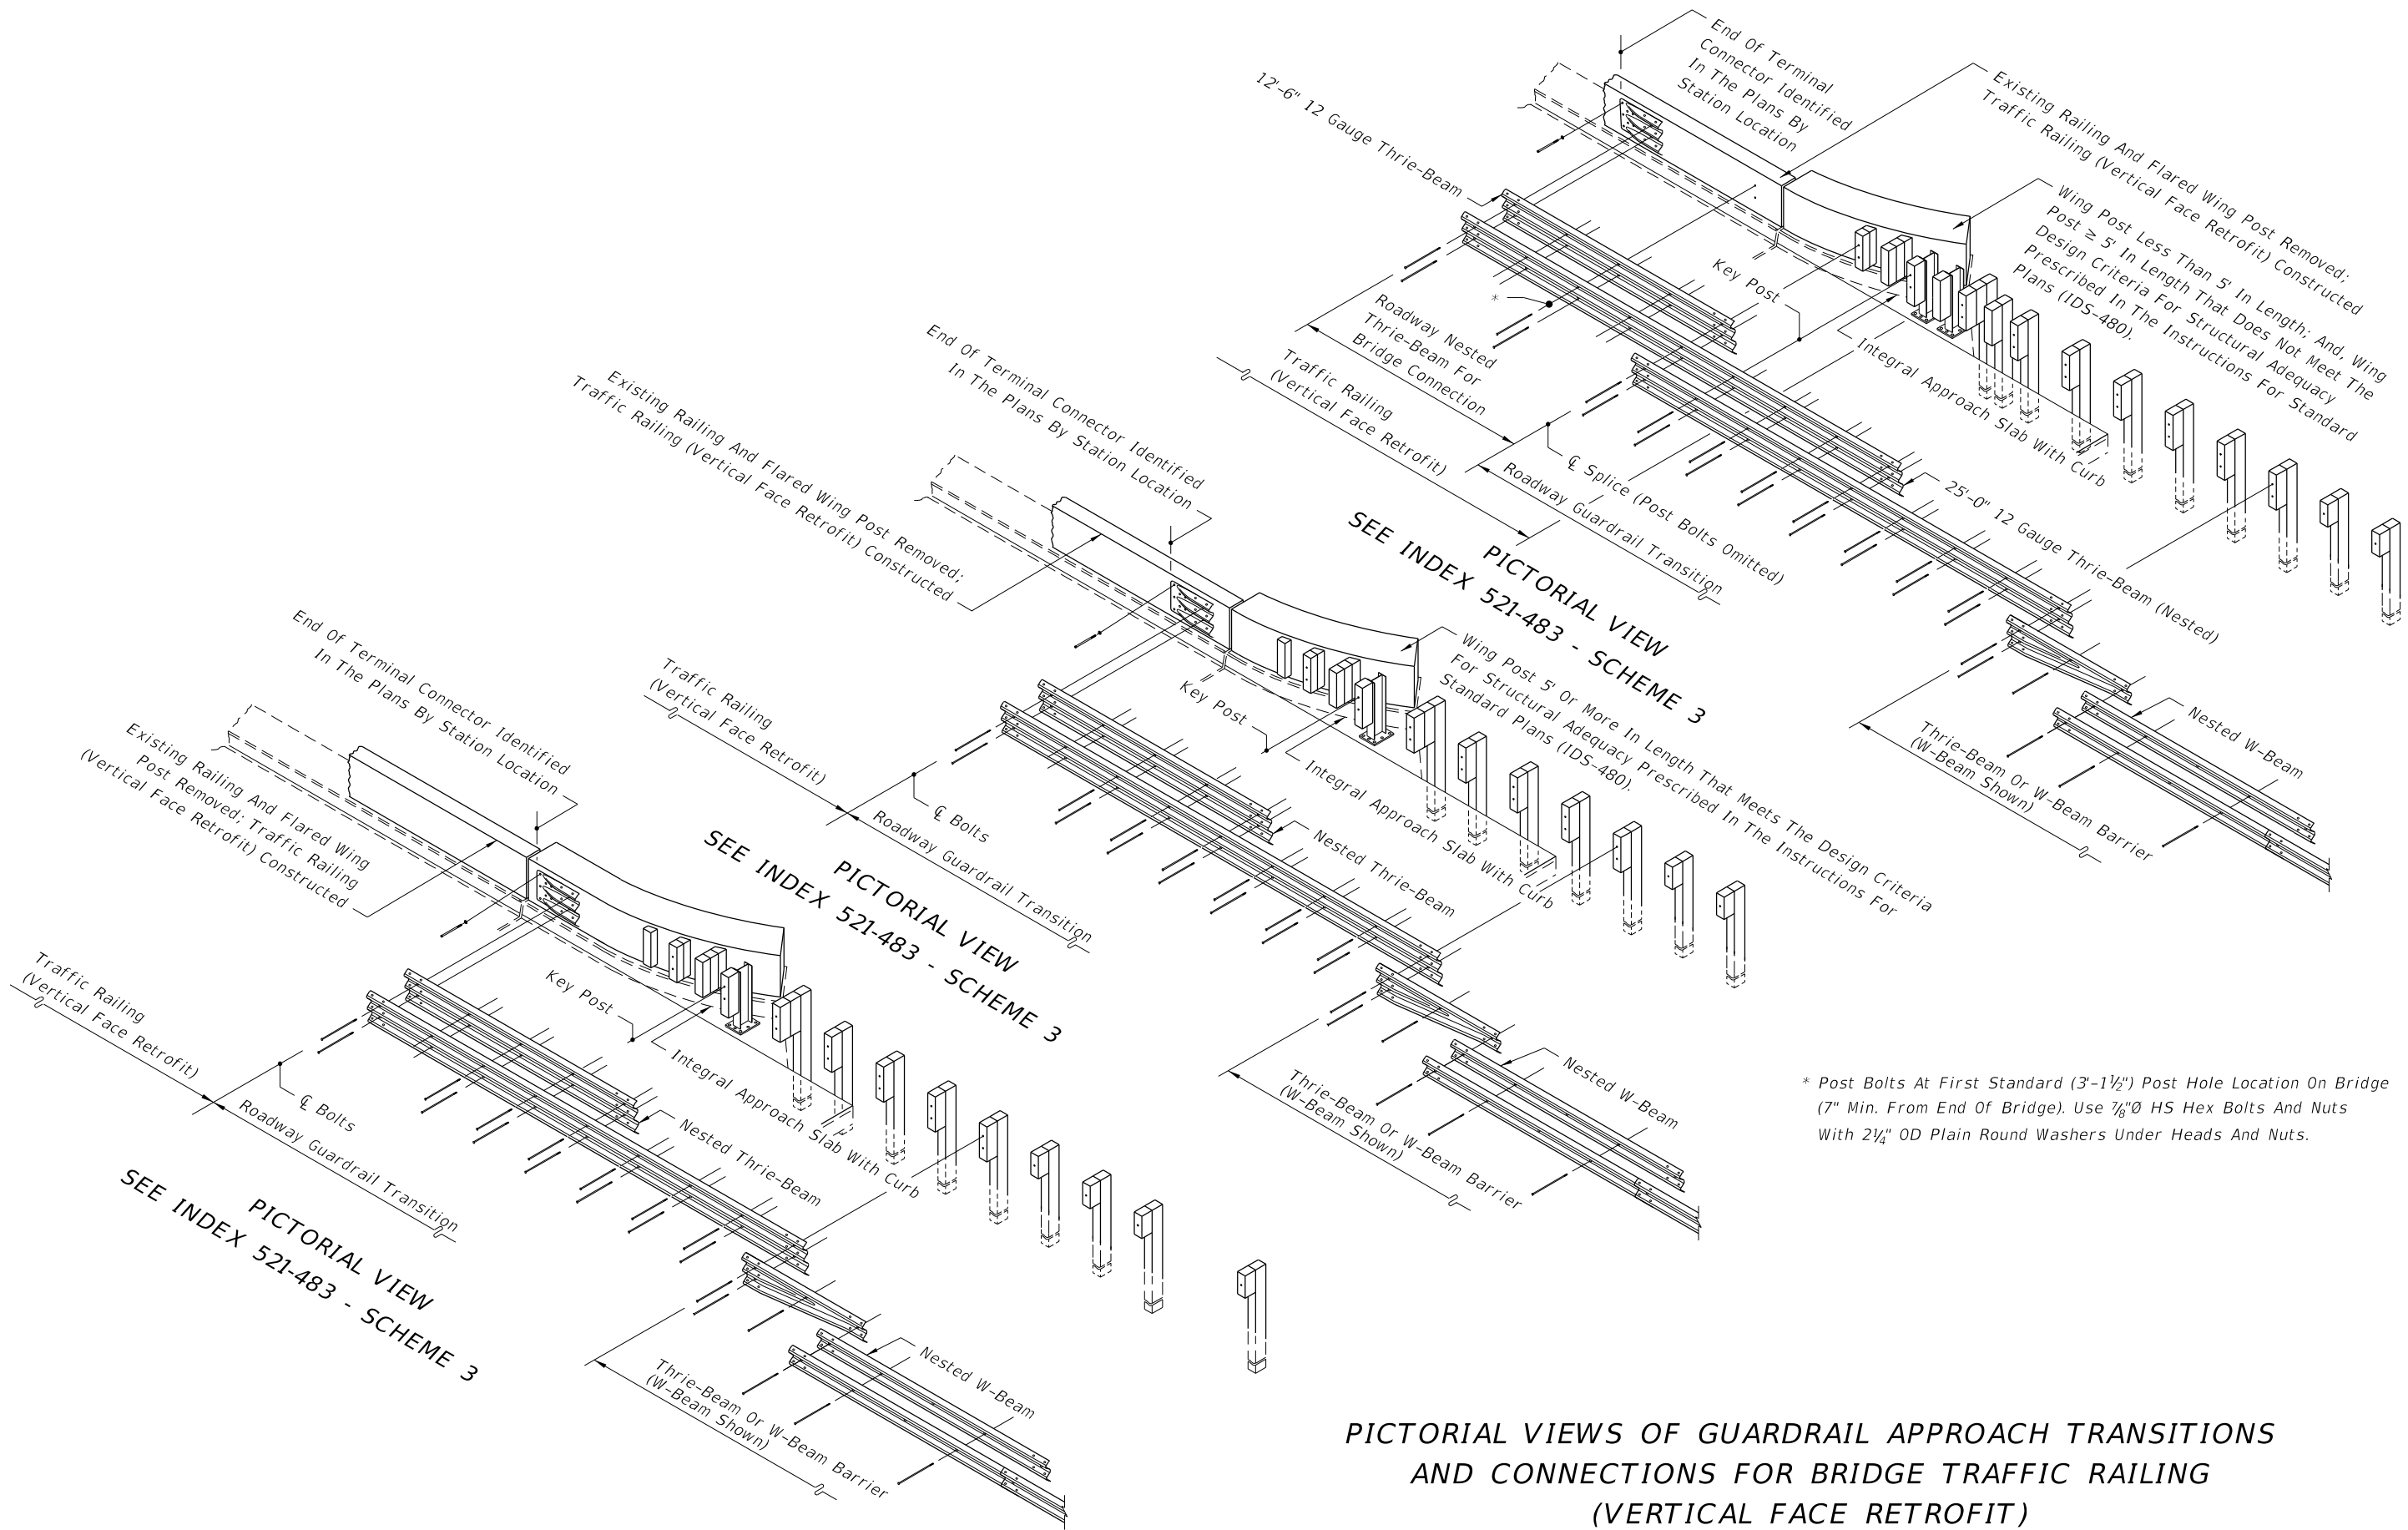 End Of Terminal
Connector Identified
In The Plans By
Station Location
12'-6" 12 Gauge Thrie-Beam
Existing Railing And Flared Wing Post Removed;
Traffic Railing (Vertical Face Retrofit) Constructed
Wing Post Less Than 5' In Length; And, Wing
Post ≥ 5' In Length That Does Not Meet The
Design Criteria For Structural Adequacy
Prescribed In The Instructions For Standard
Plans (IDS-480).
Key Post
*
Roadway Nested
Thrie-Beam For
Bridge Connection
Traffic Railing
(Vertical Face Retrofit)
Integral Approach Slab With Curb
℄ Splice (Post Bolts Omitted)
Roadway Guardrail Transition
25'-0" 12 Gauge Thrie-Beam (Nested)
PICTORIAL VIEW
SEE INDEX 521-483 - SCHEME 3
Nested W-Beam
Thrie-Beam Or W-Beam Barrier
(W-Beam Shown)
End Of Terminal Connector Identified
In The Plans By Station Location
Existing Railing And Flared Wing Post Removed;
Traffic Railing (Vertical Face Retrofit) Constructed
Traffic Railing
(Vertical Face Retrofit)
Key Post
Wing Post 5' Or More In Length That Meets The Design Criteria
For Structural Adequacy Prescribed In The Instructions For
Standard Plans (IDS-480).
Integral Approach Slab With Curb
℄ Bolts
Roadway Guardrail Transition
Nested Thrie-Beam
PICTORIAL VIEW
SEE INDEX 521-483 - SCHEME 3
Nested W-Beam
Thrie-Beam Or W-Beam Barrier
(W-Beam Shown)
End Of Terminal Connector Identified
In The Plans By Station Location
Existing Railing And Flared Wing
Post Removed; Traffic Railing
(Vertical Face Retrofit) Constructed
Traffic Railing
(Vertical Face Retrofit)
Key Post
Integral Approach Slab With Curb
℄ Bolts
Roadway Guardrail Transition
Nested Thrie-Beam
PICTORIAL VIEW
SEE INDEX 521-483 - SCHEME 3
Nested W-Beam
Thrie-Beam Or W-Beam Barrier
(W-Beam Shown)
* Post Bolts At First Standard (3'-1½") Post Hole Location On Bridge
(7" Min. From End Of Bridge). Use ⅞"Ø HS Hex Bolts And Nuts
With 2¼" OD Plain Round Washers Under Heads And Nuts.
PICTORIAL VIEWS OF GUARDRAIL APPROACH TRANSITIONS
AND CONNECTIONS FOR BRIDGE TRAFFIC RAILING
(VERTICAL FACE RETROFIT)